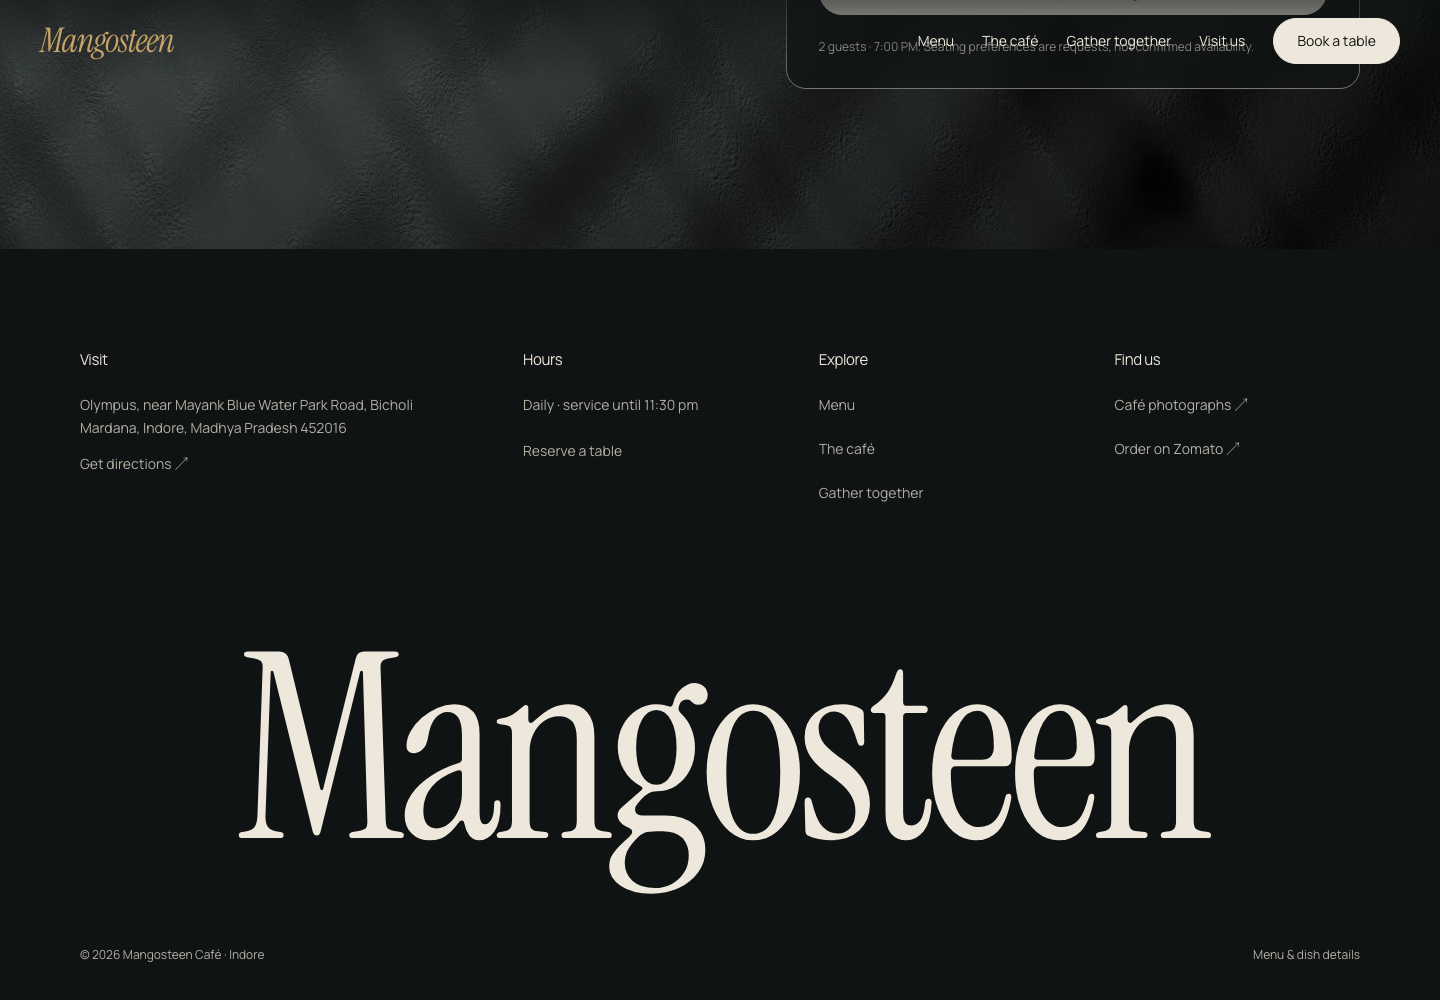 Mangosteen
Menu
The café
Gather together
Visit us
Book a table
2 guests · 7:00 PM. Seating preferences are requests, not confirmed availability.
Visit
Olympus, near Mayank Blue Water Park Road, Bicholi
Mardana, Indore, Madhya Pradesh 452016
Get directions ↗
Hours
Daily · service until 11:30 pm
Reserve a table
Explore
Menu
The café
Gather together
Find us
Café photographs ↗
Order on Zomato ↗
Mangosteen
© 2026 Mangosteen Café · Indore
Menu & dish details